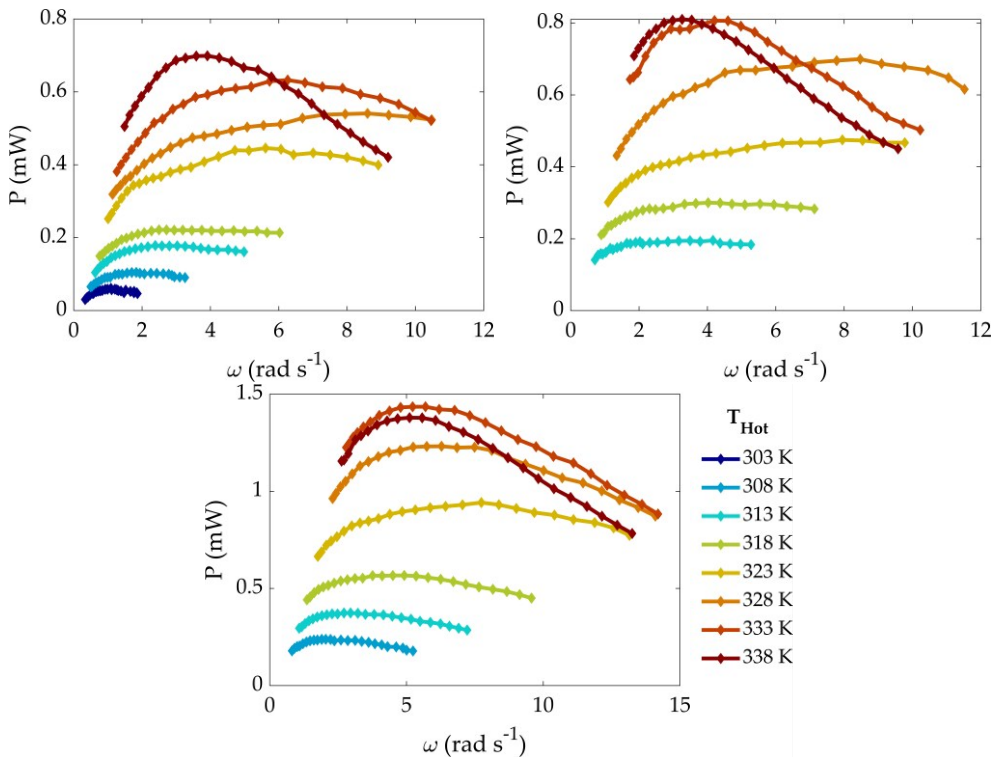 0.8
0.6
0.4
0.2
0
P (mW)
0 2 4 6 8 10 12
ω (rad s⁻¹)
0.8
0.6
0.4
0.2
0
P (mW)
0 2 4 6 8 10 12
ω (rad s⁻¹)
1.5
1
0.5
0
P (mW)
0 5 10 15
ω (rad s⁻¹)
T_Hot
303 K
308 K
313 K
318 K
323 K
328 K
333 K
338 K